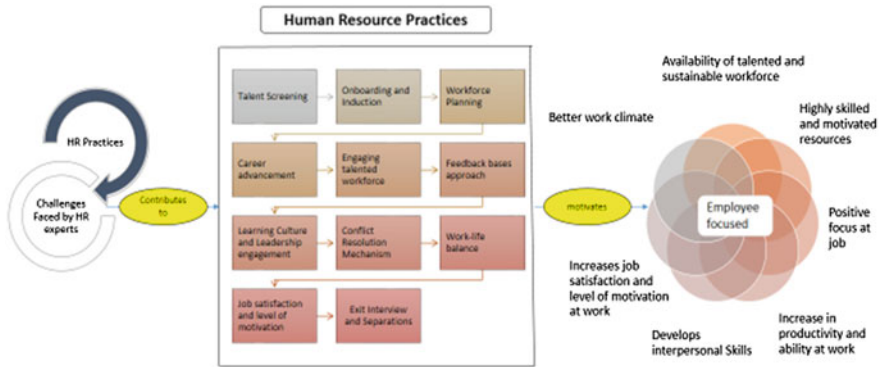 Human Resource Practices
HR Practices
Challenges
Faced by HR
experts
Contributes
to
Talent Screening
Onboarding and
Induction
Workforce
Planning
Career
advancement
Engaging
talented
workforce
Feedback bases
approach
Learning Culture
and Leadership
engagement
Conflict
Resolution
Mechanism
Work-life
balance
Job satisfaction
and level of
motivation
Exit Interview
and Separations
motivates
Availability of talented and
sustainable workforce
Better work climate
Highly skilled
and motivated
resources
Employee
focused
Positive
focus at
job
Increases job
satisfaction and
level of motivation
at work
Develops
interpersonal Skills
Increase in
productivity and
ability at work